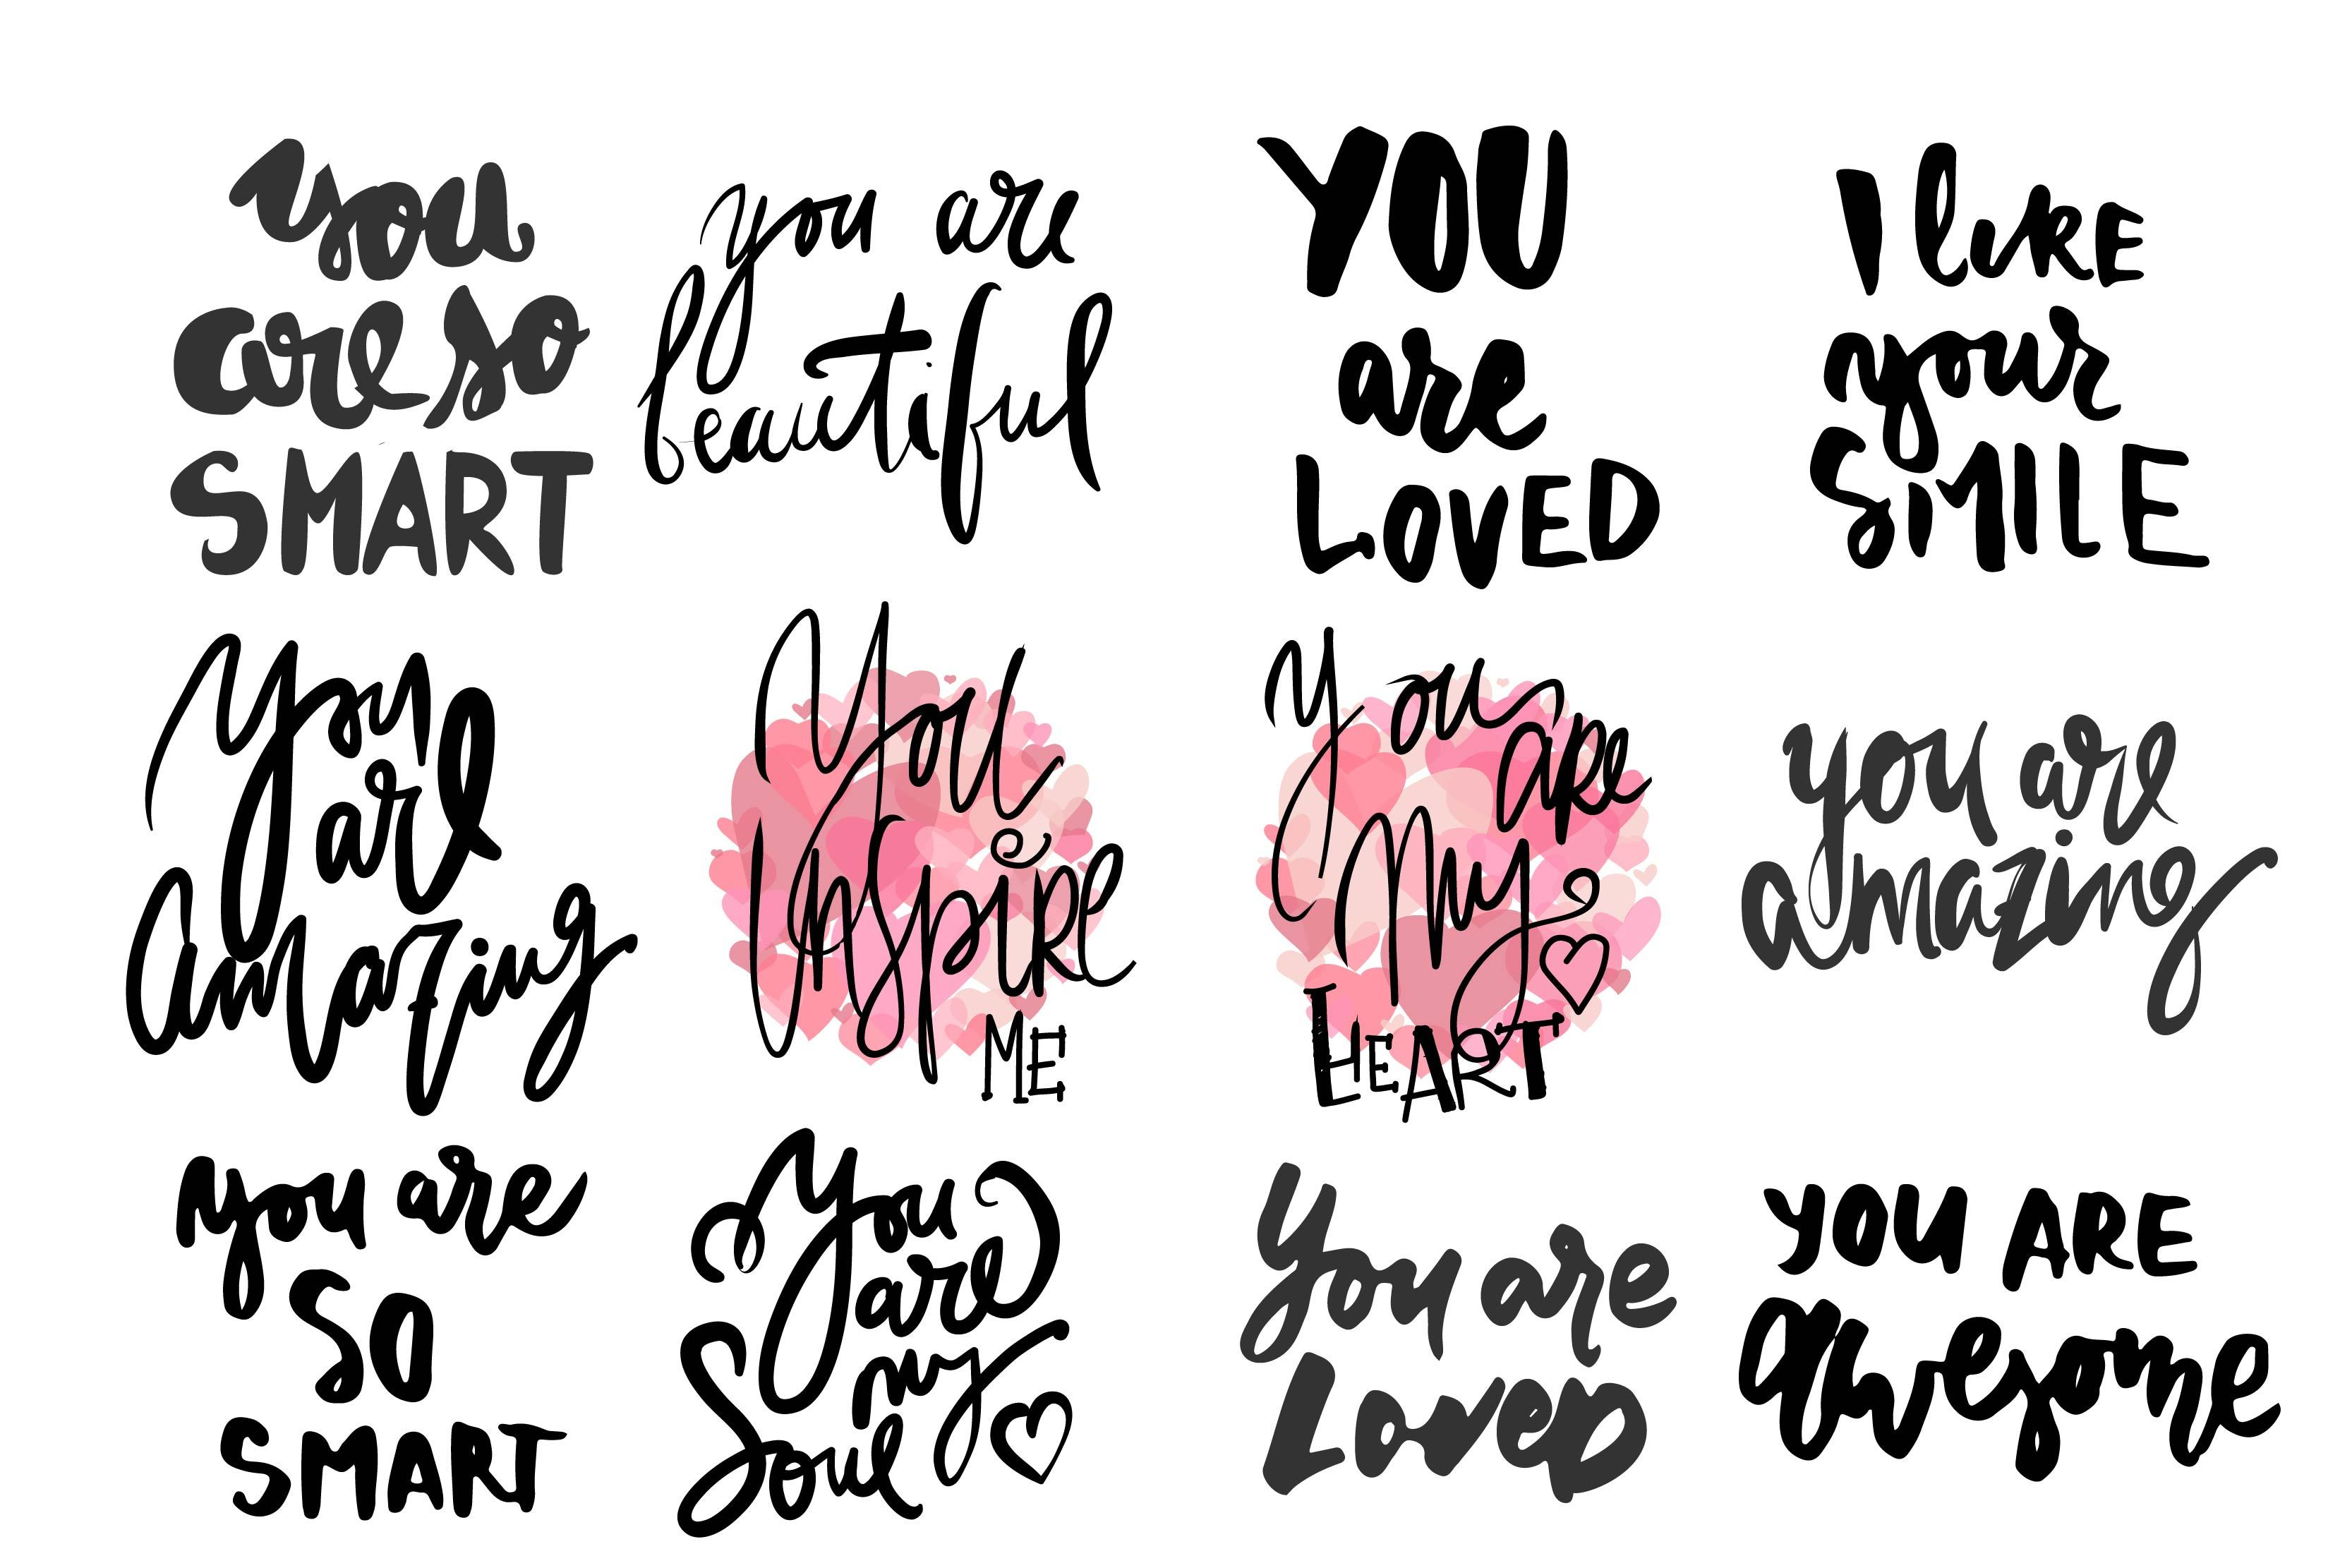 You
are so
SMART
you are
beautiful
YOU
are
LOVED
I like
your
SMILE
You
are
amazing
You
Inspire
ME
You
are
My
HEART
you are
amazing
you are
SO
SMART
You
are
my
Soul
You are
Loved
YOU ARE
Awesome